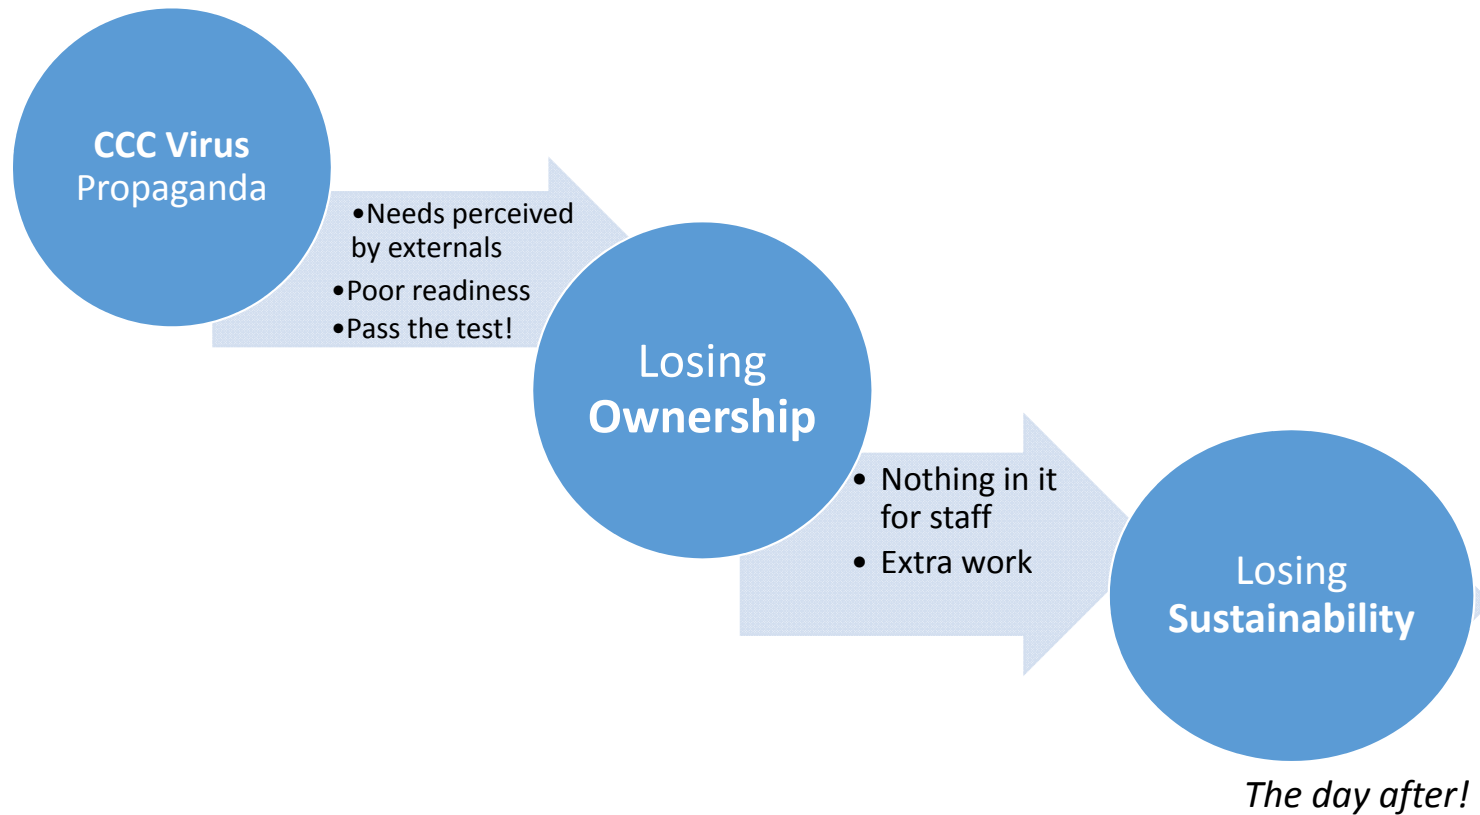 CCC Virus
Propaganda
•Needs perceived
by externals
•Poor readiness
•Pass the test!
Losing
Ownership
• Nothing in it
for staff
• Extra work
Losing
Sustainability
The day after!